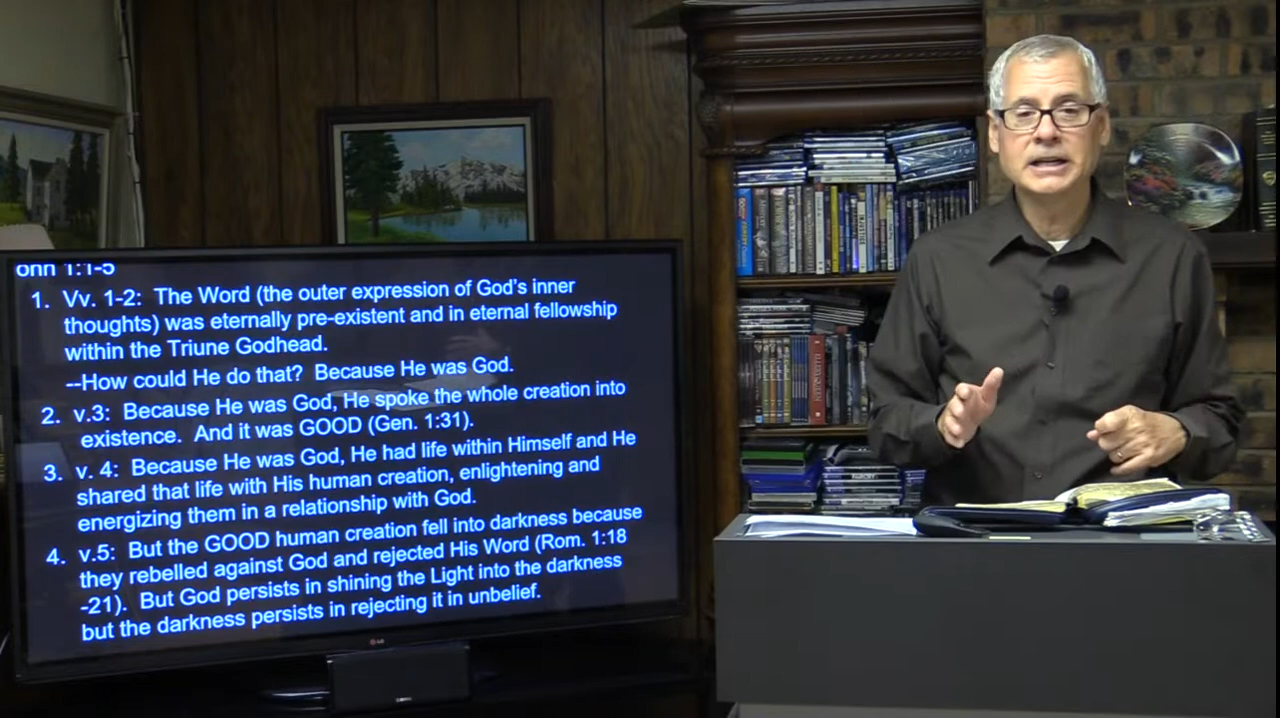 ohn 1:1-5
1. Vv. 1-2: The Word (the outer expression of God's inner
thoughts) was eternally pre-existent and in eternal fellowship
within the Triune Godhead.
--How could He do that? Because He was God.
2. v.3: Because He was God, He spoke the whole creation into
existence. And it was GOOD (Gen. 1:31).
3. v. 4: Because He was God, He had life within Himself and He
shared that life with His human creation, enlightening and
energizing them in a relationship with God.
4. v.5: But the GOOD human creation fell into darkness because
they rebelled against God and rejected His Word (Rom. 1:18
-21). But God persists in shining the Light into the darkness
but the darkness persists in rejecting it in unbelief.
LG